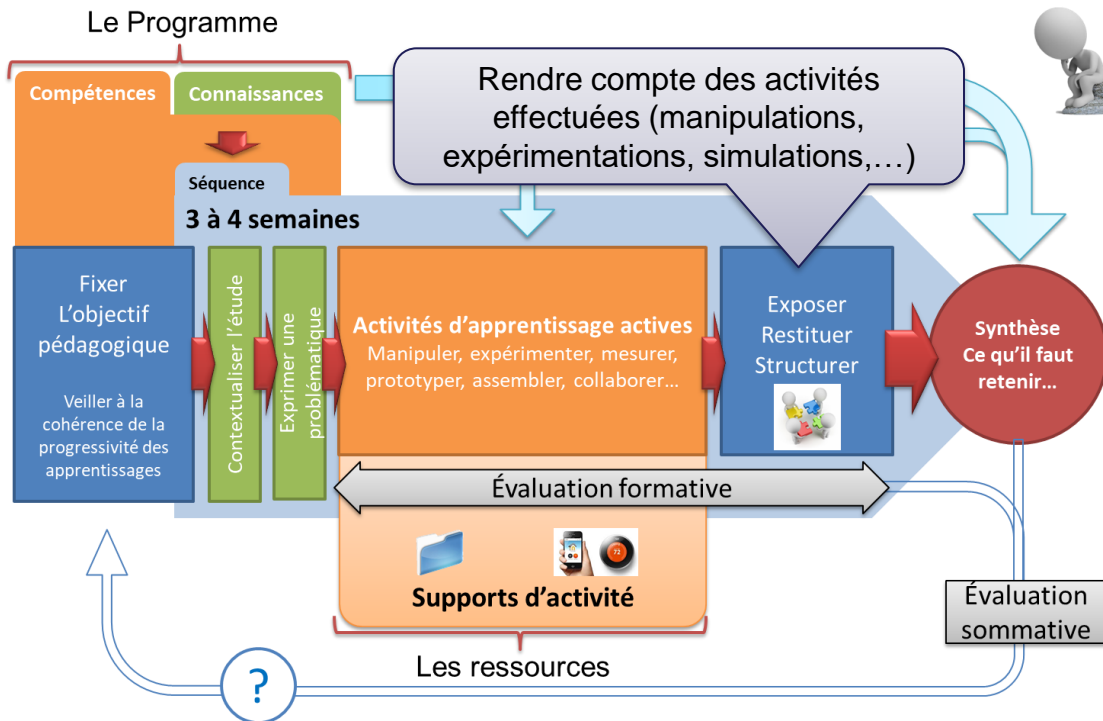 Le Programme
Compétences
Connaissances
Rendre compte des activités
effectuées (manipulations,
expérimentations, simulations,…)
Séquence
3 à 4 semaines
Fixer
L’objectif
pédagogique
Veiller à la
cohérence de la
progressivité des
apprentissages
Contextualiser l’étude
Exprimer une
problématique
Activités d’apprentissage actives
Manipuler, expérimenter, mesurer,
prototyper, assembler, collaborer…
Exposer
Restituer
Structurer
Synthèse
Ce qu’il faut
retenir…
Évaluation formative
72
Supports d’activité
Les ressources
Évaluation
sommative
?